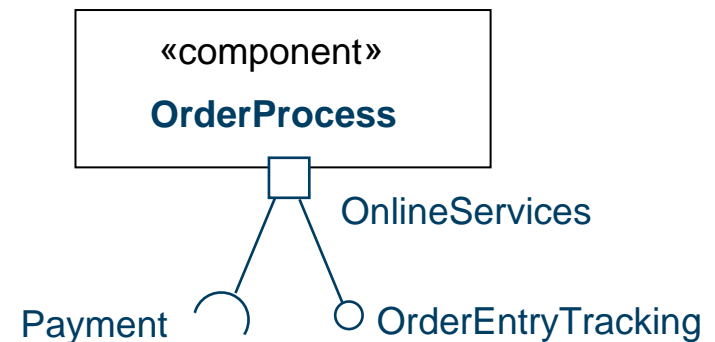 «component»
OrderProcess
OnlineServices
Payment
OrderEntryTracking